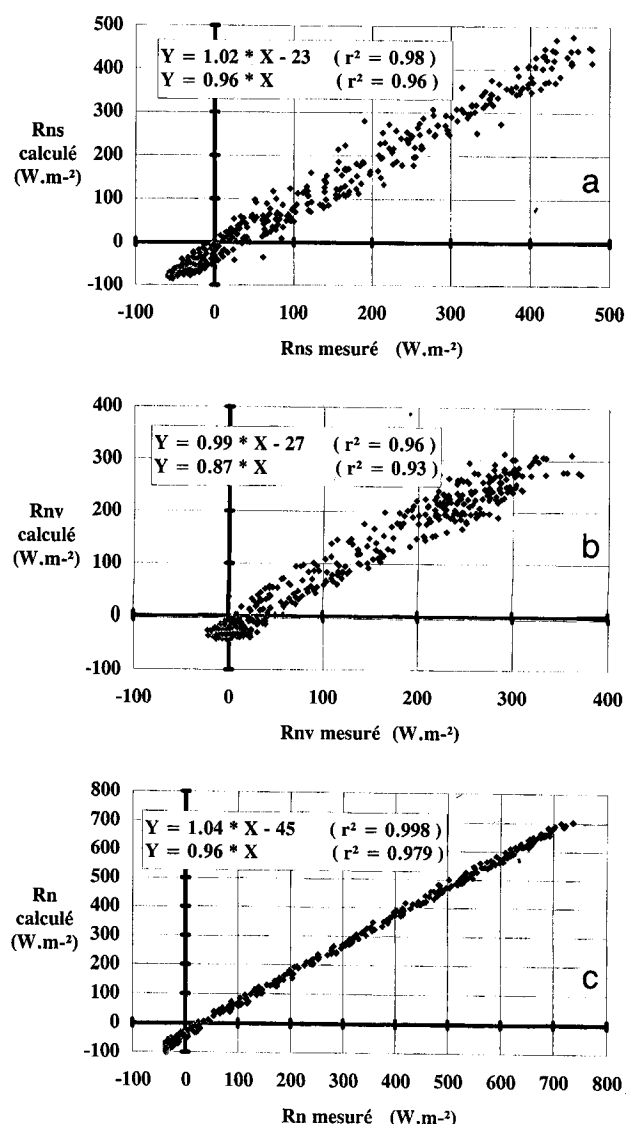 500
400
300
200
100
0
-100
Y = 1.02 * X - 23 ( r² = 0.98 )
Y = 0.96 * X ( r² = 0.96 )
Rns
calculé
(W.m-²)
a
-100 0 100 200 300 400 500
Rns mesuré (W.m-²)
400
300
200
100
0
-100
Y = 0.99 * X - 27 ( r² = 0.96 )
Y = 0.87 * X ( r² = 0.93 )
Rnv
calculé
(W.m-²)
b
-100 0 100 200 300 400
Rnv mesuré (W.m-²)
800
700
600
500
400
300
200
100
0
-100
Y = 1.04 * X - 45 ( r² = 0.998 )
Y = 0.96 * X ( r² = 0.979 )
Rn
calculé
(W.m-²)
c
-100 0 100 200 300 400 500 600 700 800
Rn mesuré (W.m-²)